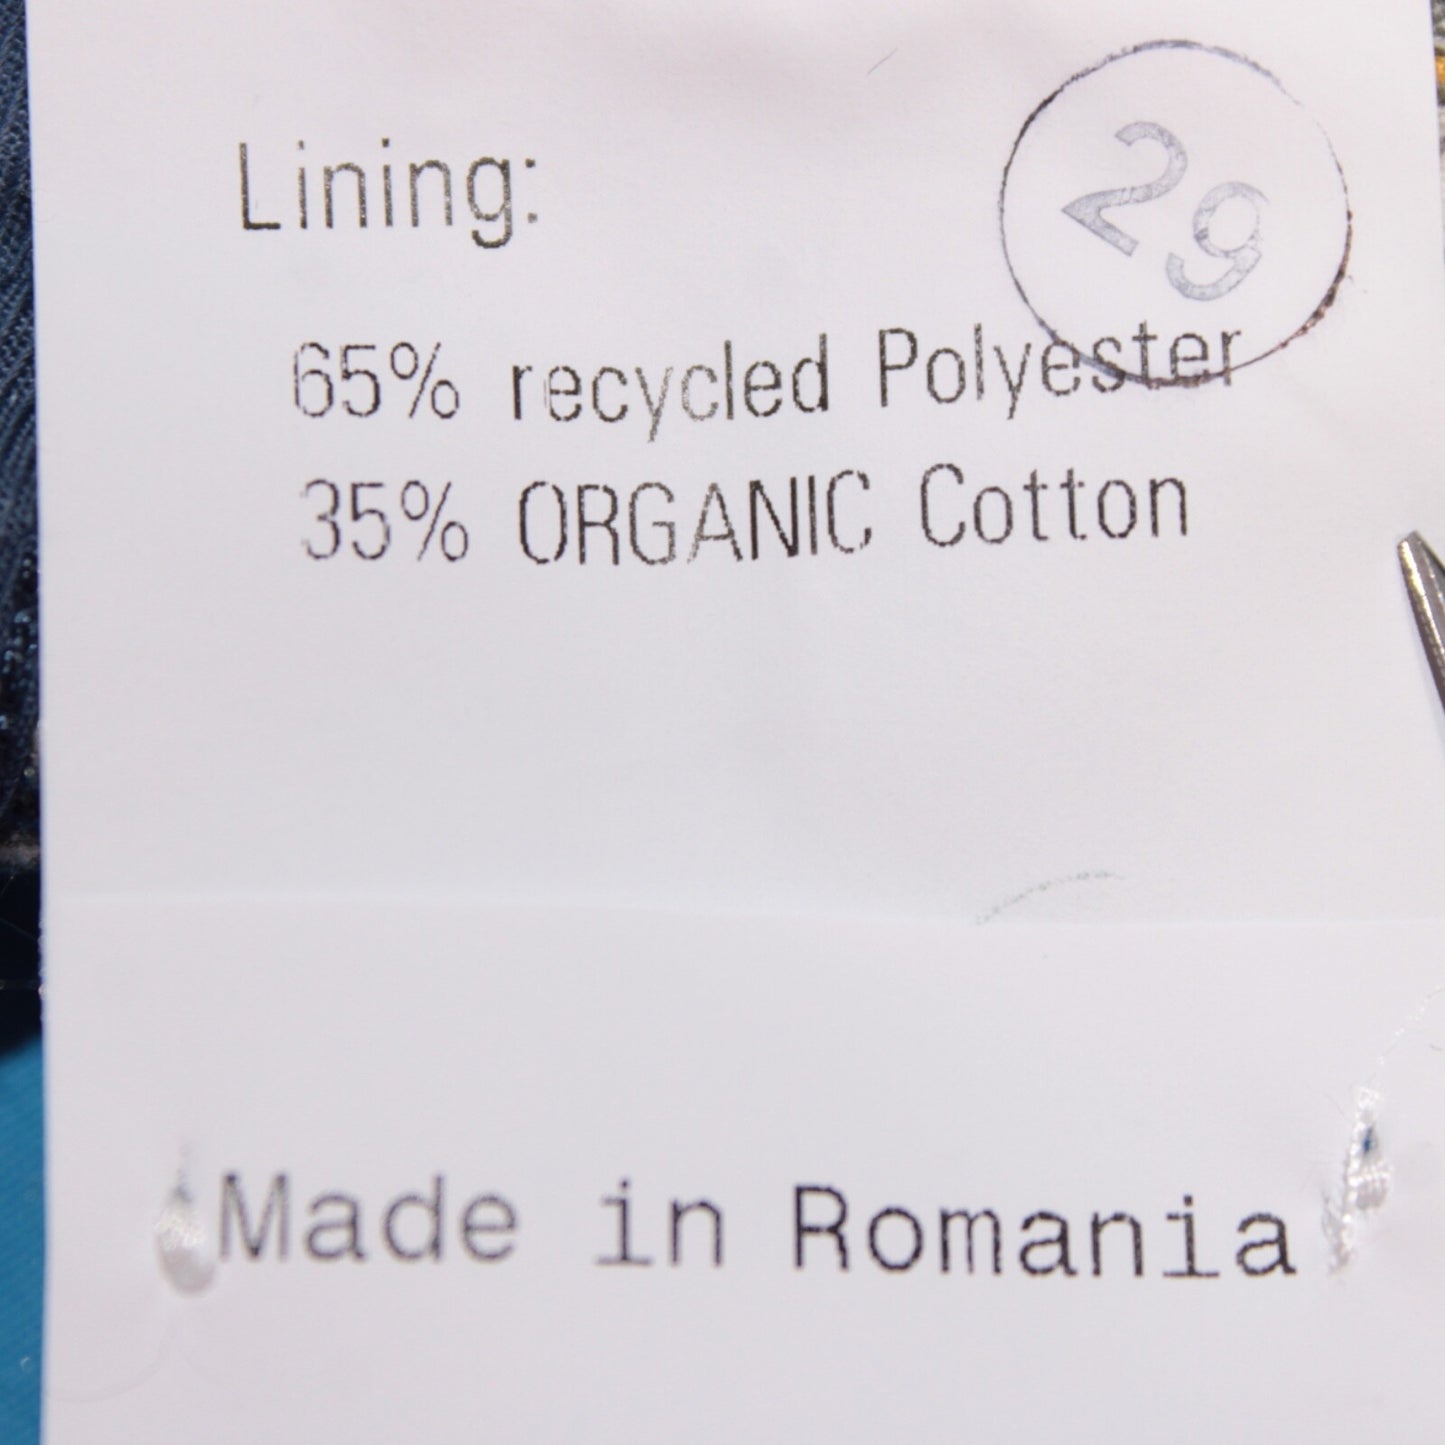 29
Lining:
65% recycled Polyester
35% ORGANIC Cotton
Made in Romania